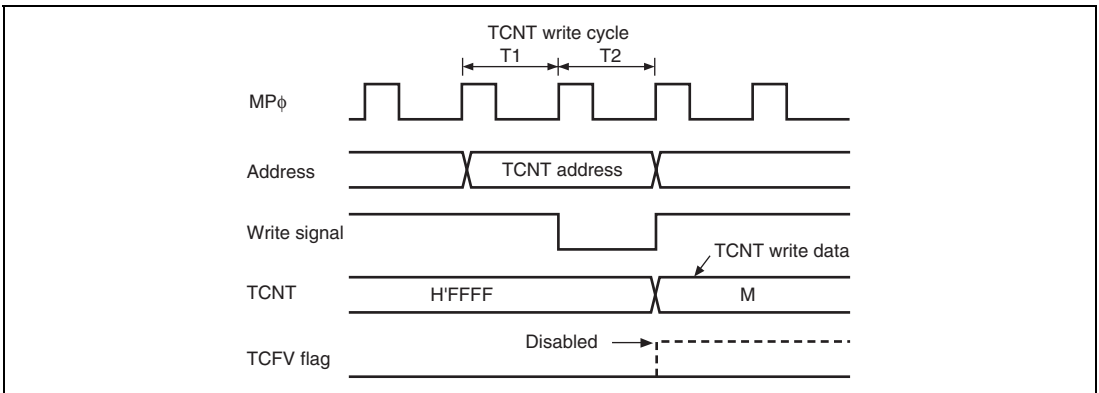 TCNT write cycle
T1 T2
MPϕ
Address TCNT address
Write signal
TCNT write data
TCNT H'FFFF M
Disabled
TCFV flag